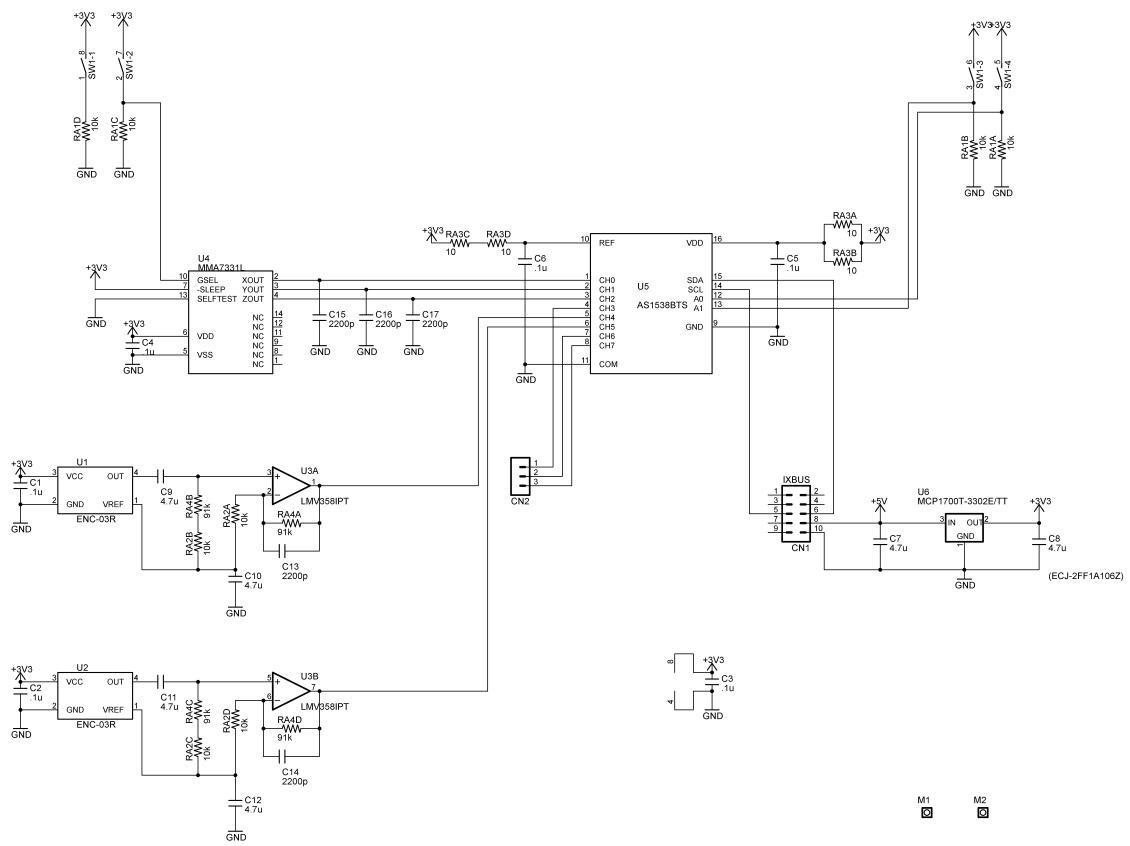 +3V3 +3V3
8 SW1-1 1
7 SW1-2 2
RA1D 10k
RA1C 10k
GND GND
+3V3 +3V3
6 SW1-3 3
5 SW1-4 4
RA1B 10k
RA1A 10k
GND GND
U4
MMA7331L
+3V3
10 GSEL XOUT 2
7 -SLEEP YOUT 3
13 SELFTEST ZOUT 4
NC 14
NC 12
NC 11
NC 9
NC 8
NC 1
6 VDD
5 VSS
GND
+3V3
C4
.1u
GND
C15
2200p
GND
C16
2200p
GND
C17
2200p
GND
+3V3
RA3C
10
RA3D
10
C6
.1u
GND
U5
AS1538BTS
10 REF
1 CH0
2 CH1
3 CH2
4 CH3
5 CH4
6 CH5
7 CH6
8 CH7
11 COM
VDD 16
SDA 15
SCL 14
A0 12
A1 13
GND 9
C5
.1u
GND
RA3A
10
RA3B
10
+3V3
+3V3
C1
.1u
GND
U1
3 VCC OUT 4
2 GND VREF 1
ENC-03R
C9
4.7u
RA4B
91k
RA2B
10k
RA2A
10k
3 +
2 -
1
U3A
LMV358IPT
RA4A
91k
C13
2200p
C10
4.7u
GND
+3V3
C2
.1u
GND
U2
3 VCC OUT 4
2 GND VREF 1
ENC-03R
C11
4.7u
RA4C
91k
RA2C
10k
RA2D
10k
5 +
6 -
7
U3B
LMV358IPT
RA4D
91k
C14
2200p
C12
4.7u
GND
1
2
3
CN2
IXBUS
1 2
3 4
5 6
7 8
9 10
CN1
+5V
C7
4.7u
U6
MCP1700T-3302E/TT
3 IN OUT 2
GND
1
GND
+3V3
C8
4.7u
(ECJ-2FF1A106Z)
8
4
+3V3
C3
.1u
GND
M1 M2